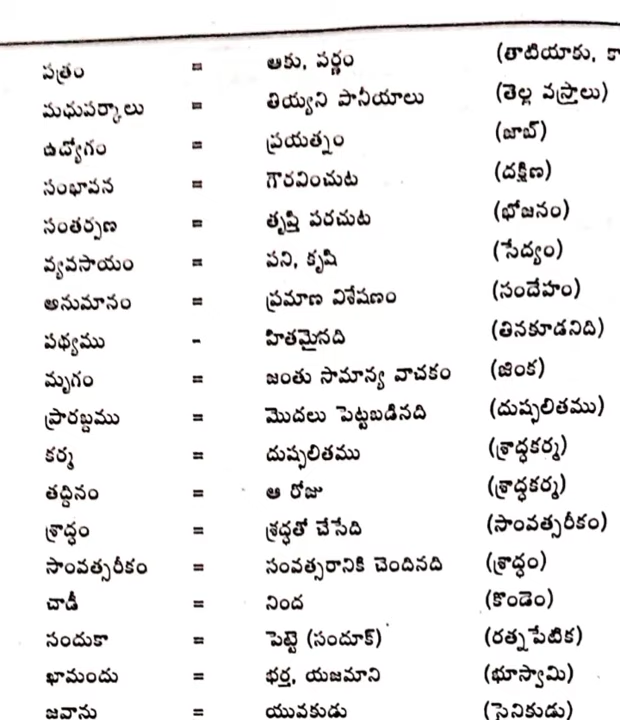 పత్రం = ఆకు, పర్ణం (తాటియాకు,
మధుపర్కాలు = తియ్యని పానీయాలు (తెల్ల వస్త్రాలు)
ఉద్యోగం = ప్రయత్నం (జాబ్)
సంభావన = గౌరవించుట (దక్షిణ)
సంతర్పణ = తృప్తి పరచుట (భోజనం)
వ్యవసాయం = పని, కృషి (సేద్యం)
అనుమానం = ప్రమాణ విశేషణం (సందేహం)
పథ్యము - హితమైనది (తినకూడనిది)
మృగం = జంతు సామాన్య వాచకం (జింక)
ప్రారబ్దము = మొదలు పెట్టబడినది (దుష్ఫలితము)
కర్మ = దుష్ఫలితము (శ్రాద్ధకర్మ)
తద్దినం = ఆ రోజు (శ్రాద్ధకర్మ)
శ్రాద్ధం = శ్రద్ధతో చేసేది (సాంవత్సరీకం)
సాంవత్సరీకం = సంవత్సరానికి చెందినది (శ్రాద్ధం)
చాడీ = నింద (కొండెం)
సందుకా = పెట్టె (సందూక్) (రత్నపేటిక)
ఖామందు = భర్త, యజమాని (భూస్వామి)
జవాను = యువకుడు (సైనికుడు)